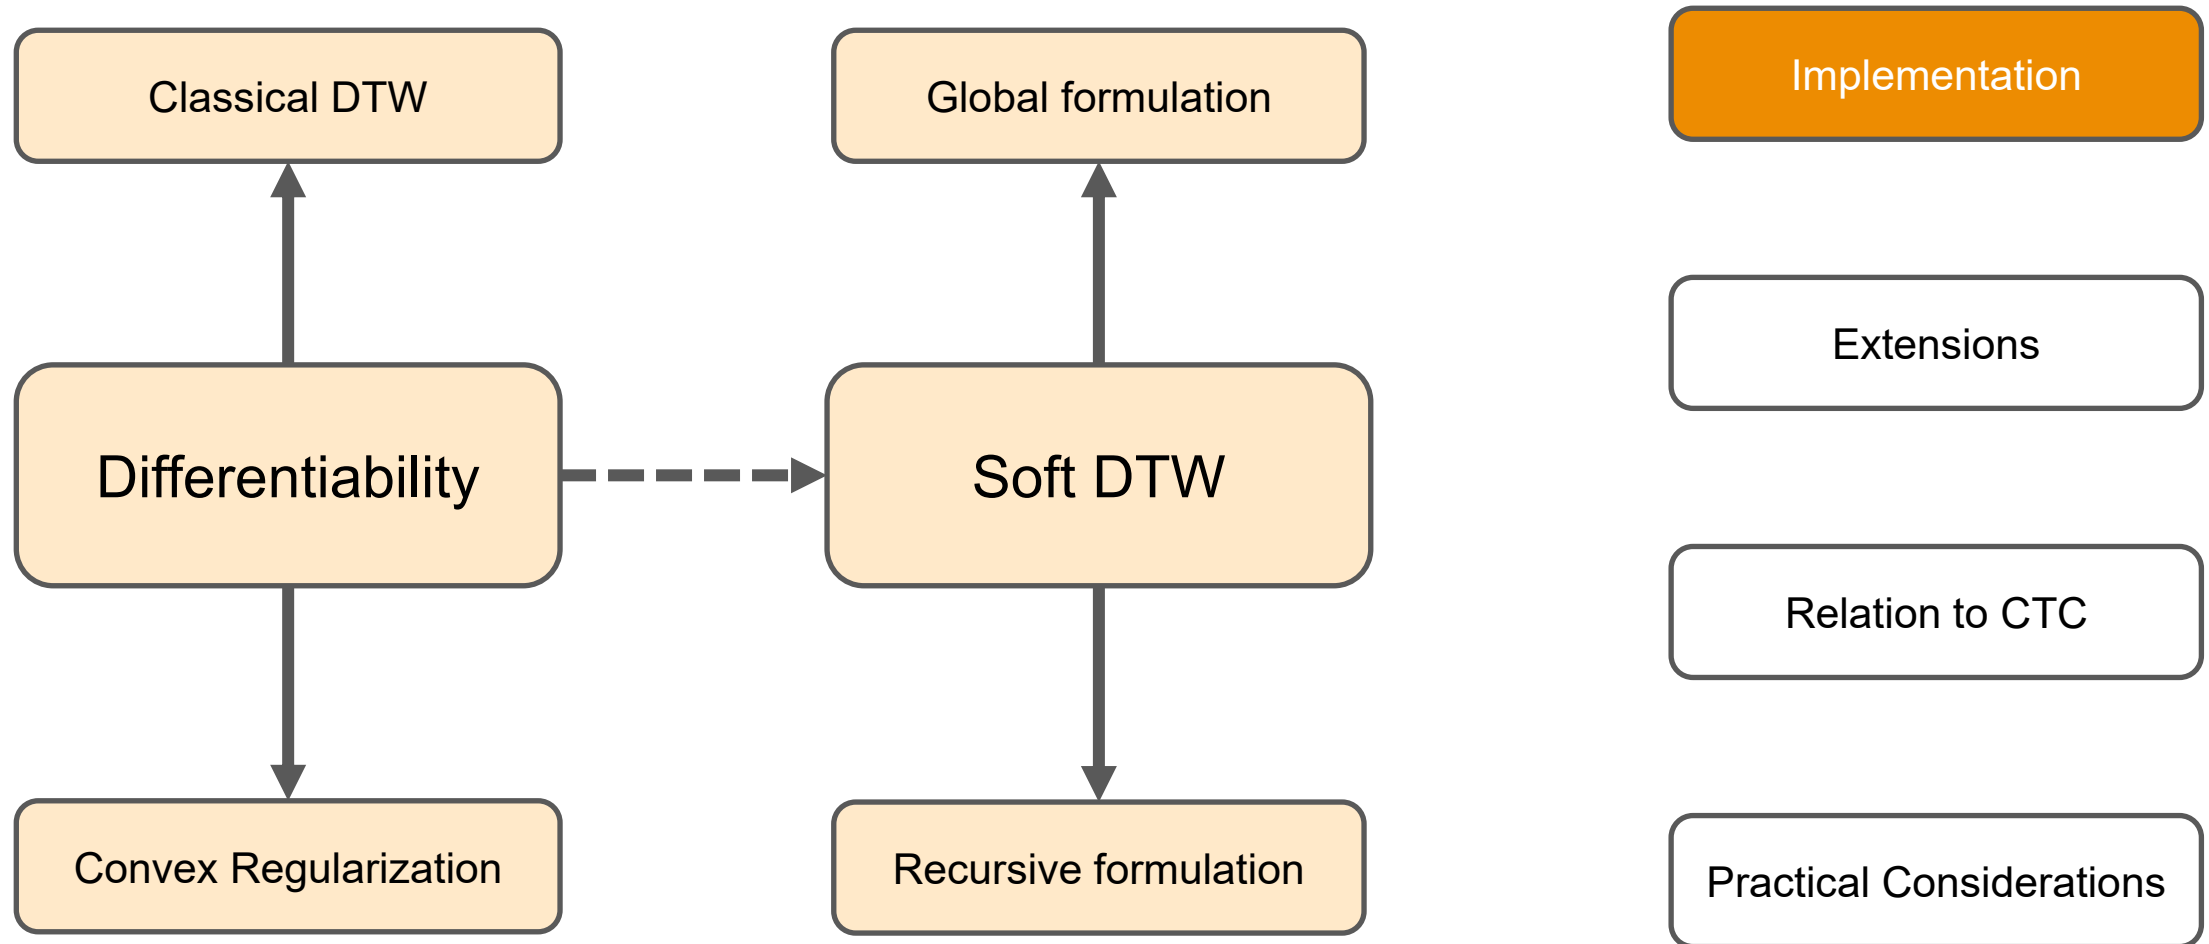 Classical DTW
Global formulation
Implementation
Extensions
Differentiability
Soft DTW
Relation to CTC
Convex Regularization
Recursive formulation
Practical Considerations